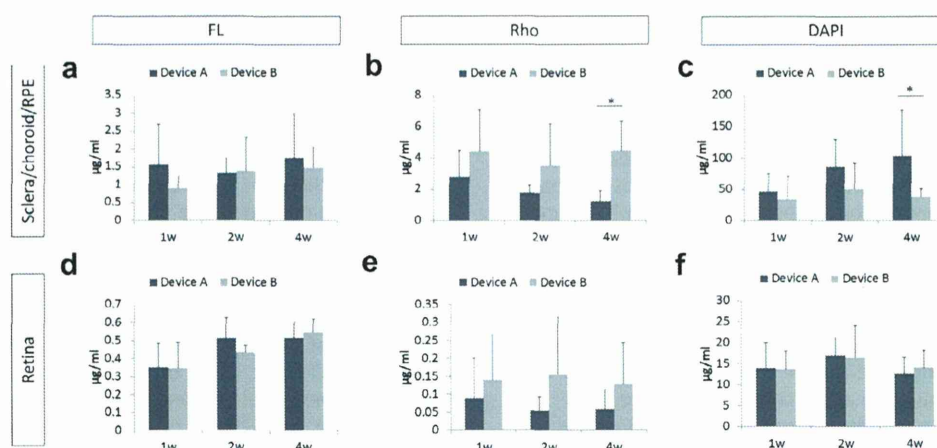 FL
Rho
DAPI
Sclera/choroid/RPE
a
Device A
Device B
3.5
3
2.5
2
1.5
1
0.5
0
µg/ml
1w
2w
4w
b
Device A
Device B
8
6
4
2
0
µg/ml
*
1w
2w
4w
c
Device A
Device B
200
150
100
50
0
µg/ml
*
1w
2w
4w
Retina
d
Device A
Device B
0.7
0.6
0.5
0.4
0.3
0.2
0.1
0
µg/ml
1w
2w
4w
e
Device A
Device B
0.35
0.3
0.25
0.2
0.15
0.1
0.05
0
µg/ml
1w
2w
4w
f
Device A
Device B
30
25
20
15
10
5
0
µg/ml
1w
2w
4w